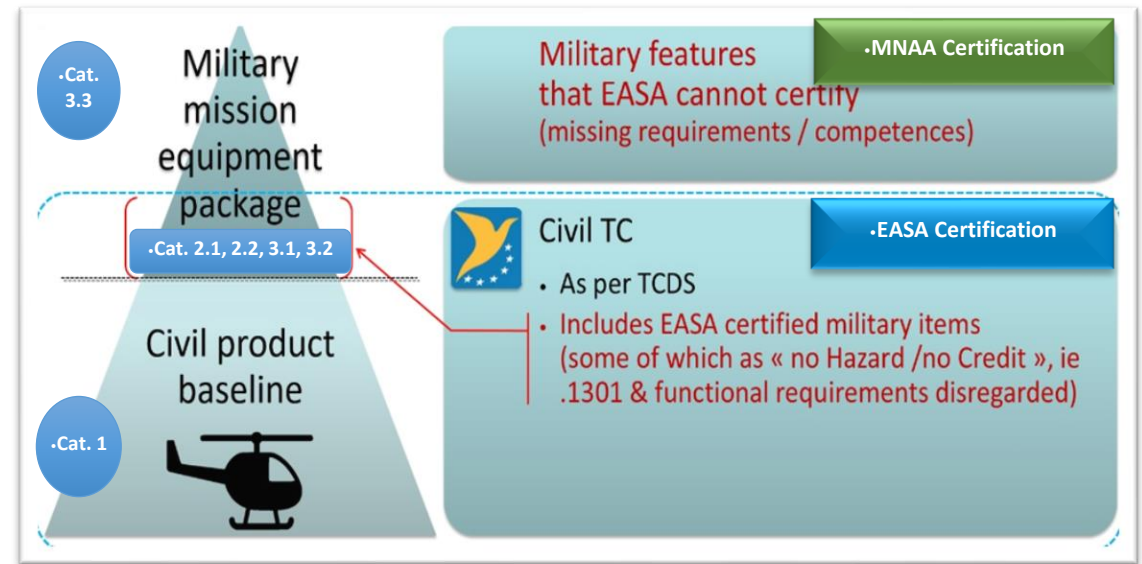 •Cat.
3.3
Military
mission
equipment
package
•Cat. 2.1, 2.2, 3.1, 3.2
Civil product
baseline
•Cat. 1
•MNAA Certification
Military features
that EASA cannot certify
(missing requirements / competences)
•EASA Certification
Civil TC
• As per TCDS
• Includes EASA certified military items
(some of which as « no Hazard /no Credit », ie
.1301 & functional requirements disregarded)